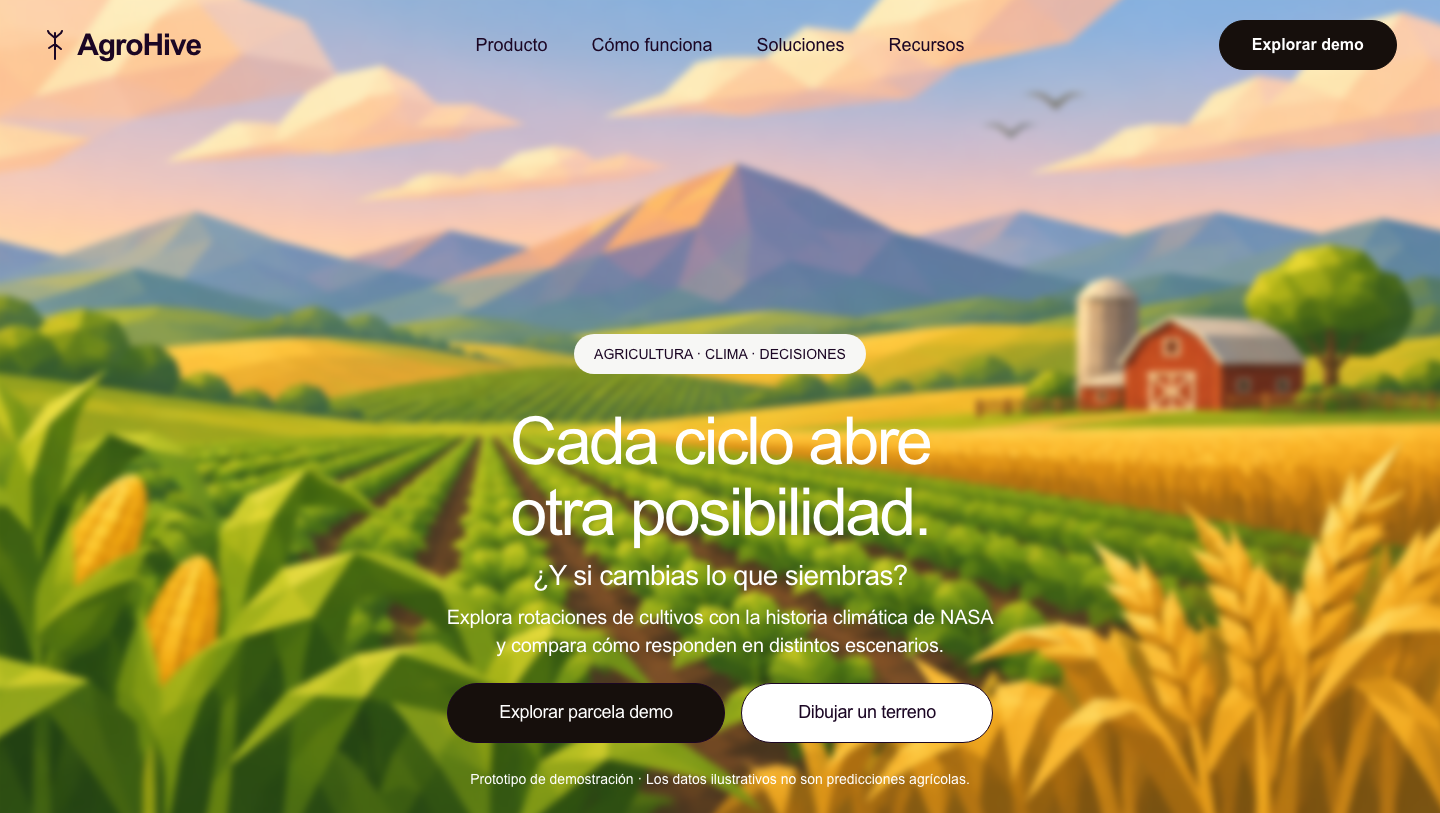 AgroHive
Producto
Cómo funciona
Soluciones
Recursos
Explorar demo
AGRICULTURA · CLIMA · DECISIONES
Cada ciclo abre
otra posibilidad.
¿Y si cambias lo que siembras?
Explora rotaciones de cultivos con la historia climática de NASA
y compara cómo responden en distintos escenarios.
Explorar parcela demo
Dibujar un terreno
Prototipo de demostración · Los datos ilustrativos no son predicciones agrícolas.